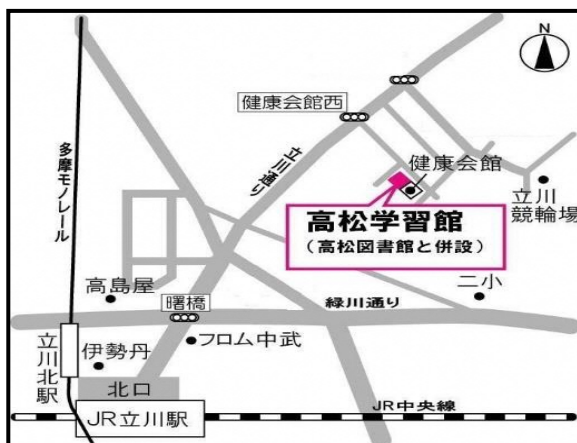 N
健康会館西
多摩モノレール
立川通り
健康会館
立川
競輪場
高松学習館
(高松図書館と併設)
高島屋
曙橋
緑川通り
二小
立川北駅
伊勢丹
フロム中武
北口
JR立川駅
JR中央線